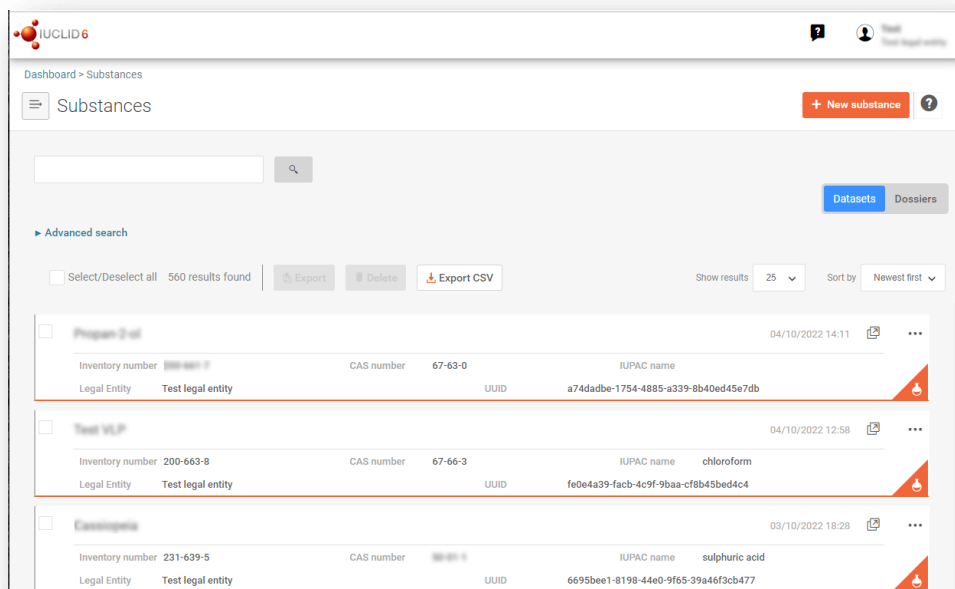 IUCLID 6
Dashboard > Substances
Substances
+ New substance
Datasets Dossiers
▸ Advanced search
Select/Deselect all 560 results found Export Delete Export CSV Show results 25 Sort by Newest first
04/10/2022 14:11
Inventory number CAS number 67-63-0 IUPAC name
Legal Entity Test legal entity UUID a74dadbe-1754-4885-a339-8b40ed45e7db
04/10/2022 12:58
Inventory number 200-663-8 CAS number 67-66-3 IUPAC name chloroform
Legal Entity Test legal entity UUID fe0e4a39-facb-4c9f-9baa-cf8b45bed4c4
03/10/2022 18:28
Inventory number 231-639-5 CAS number IUPAC name sulphuric acid
Legal Entity Test legal entity UUID 6695bee1-8198-44e0-9f65-39a46f3cb477